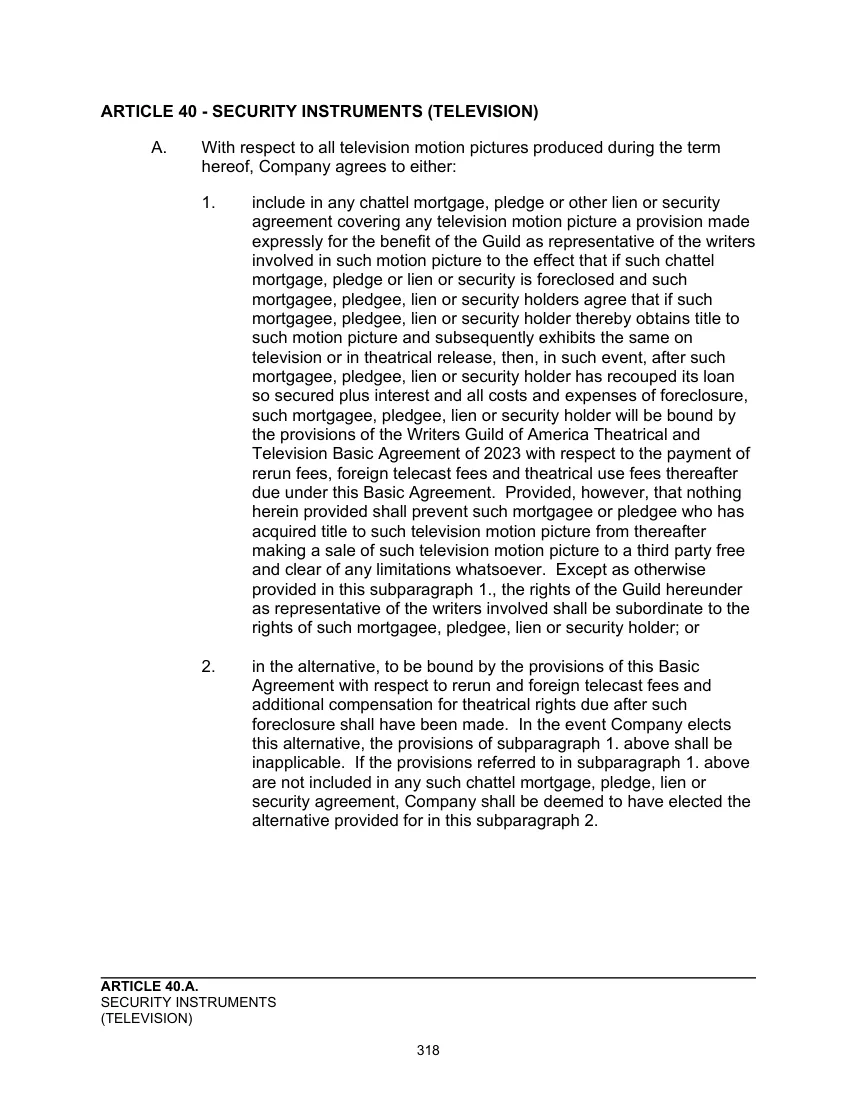 ARTICLE 40 - SECURITY INSTRUMENTS (TELEVISION)
A. With respect to all television motion pictures produced during the term
hereof, Company agrees to either:
1. include in any chattel mortgage, pledge or other lien or security
agreement covering any television motion picture a provision made
expressly for the benefit of the Guild as representative of the writers
involved in such motion picture to the effect that if such chattel
mortgage, pledge or lien or security is foreclosed and such
mortgagee, pledgee, lien or security holders agree that if such
mortgagee, pledgee, lien or security holder thereby obtains title to
such motion picture and subsequently exhibits the same on
television or in theatrical release, then, in such event, after such
mortgagee, pledgee, lien or security holder has recouped its loan
so secured plus interest and all costs and expenses of foreclosure,
such mortgagee, pledgee, lien or security holder will be bound by
the provisions of the Writers Guild of America Theatrical and
Television Basic Agreement of 2023 with respect to the payment of
rerun fees, foreign telecast fees and theatrical use fees thereafter
due under this Basic Agreement.  Provided, however, that nothing
herein provided shall prevent such mortgagee or pledgee who has
acquired title to such television motion picture from thereafter
making a sale of such television motion picture to a third party free
and clear of any limitations whatsoever.  Except as otherwise
provided in this subparagraph 1., the rights of the Guild hereunder
as representative of the writers involved shall be subordinate to the
rights of such mortgagee, pledgee, lien or security holder; or
2. in the alternative, to be bound by the provisions of this Basic
Agreement with respect to rerun and foreign telecast fees and
additional compensation for theatrical rights due after such
foreclosure shall have been made.  In the event Company elects
this alternative, the provisions of subparagraph 1. above shall be
inapplicable.  If the provisions referred to in subparagraph 1. above
are not included in any such chattel mortgage, pledge, lien or
security agreement, Company shall be deemed to have elected the
alternative provided for in this subparagraph 2.
ARTICLE 40.A.
SECURITY INSTRUMENTS
(TELEVISION)
318